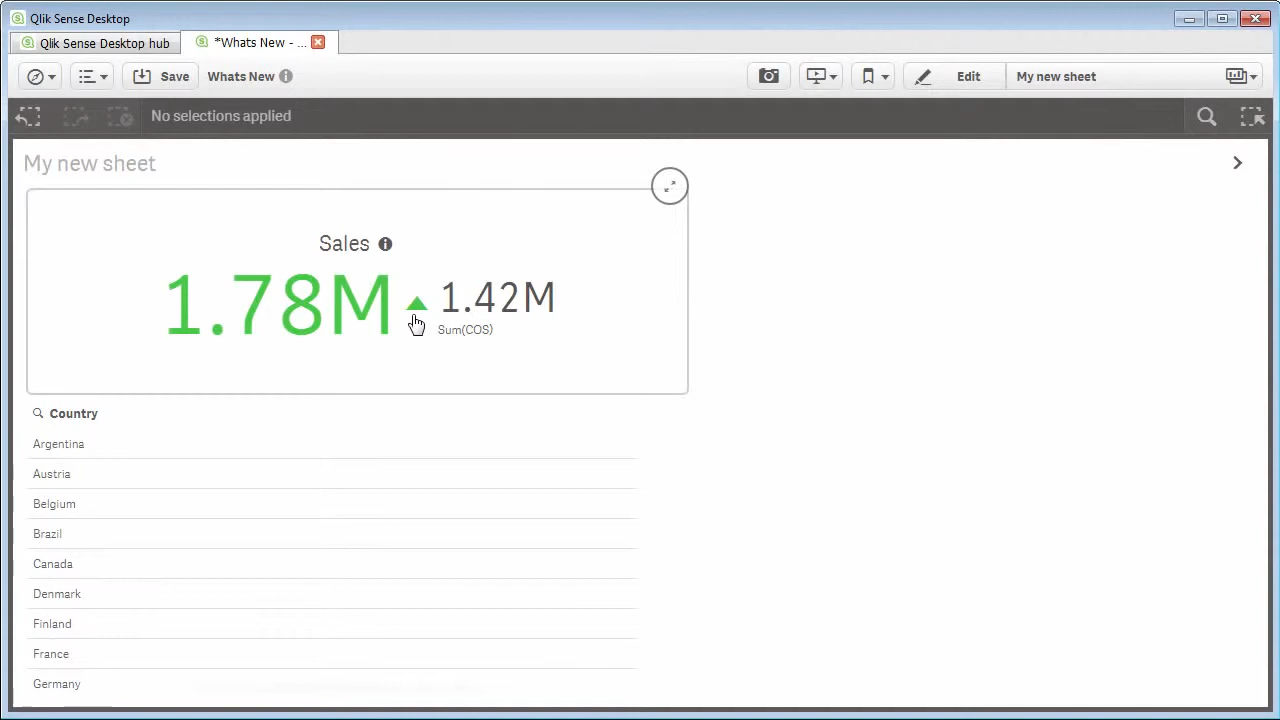 Qlik Sense Desktop
Qlik Sense Desktop hub
*Whats New - ...
Save
Whats New
Edit
My new sheet
No selections applied
My new sheet
Sales
1.78M
1.42M
Sum(COS)
Country
Argentina
Austria
Belgium
Brazil
Canada
Denmark
Finland
France
Germany